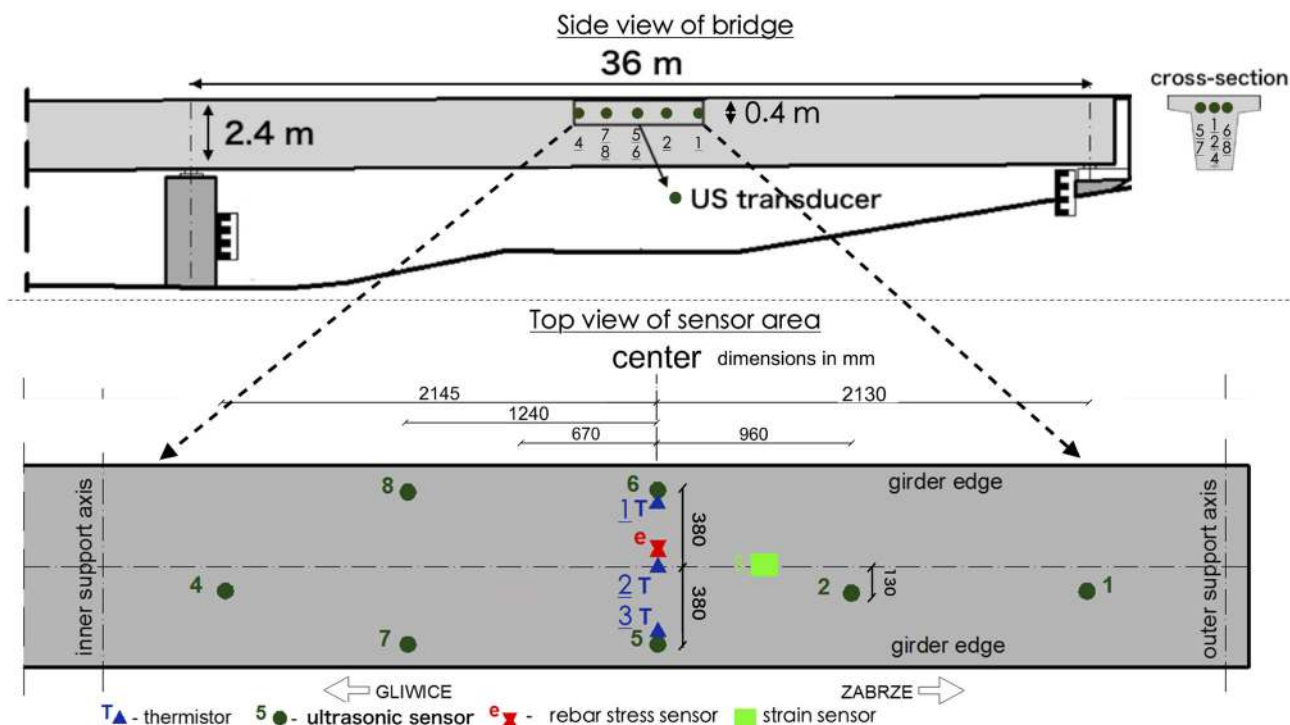 Side view of bridge
36 m
cross-section
2.4 m
0.4 m
4 7 5 2 1
8 6
5 1 6
7 2 8
4
US transducer
Top view of sensor area
center dimensions in mm
2145 2130
1240
670 960
8 6 girder edge
1 T
380
e
inner support axis
outer support axis
4 2 T 2 130 1
3 T
380
7 5 girder edge
GLIWICE ZABRZE
T - thermistor 5 - ultrasonic sensor e - rebar stress sensor strain sensor